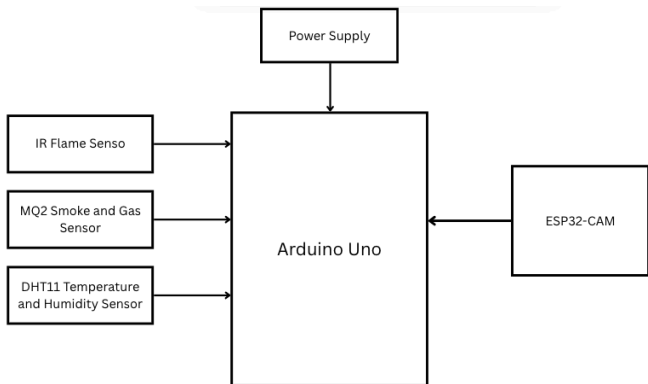 Power Supply
IR Flame Senso
MQ2 Smoke and Gas
Sensor
DHT11 Temperature
and Humidity Sensor
Arduino Uno
ESP32-CAM